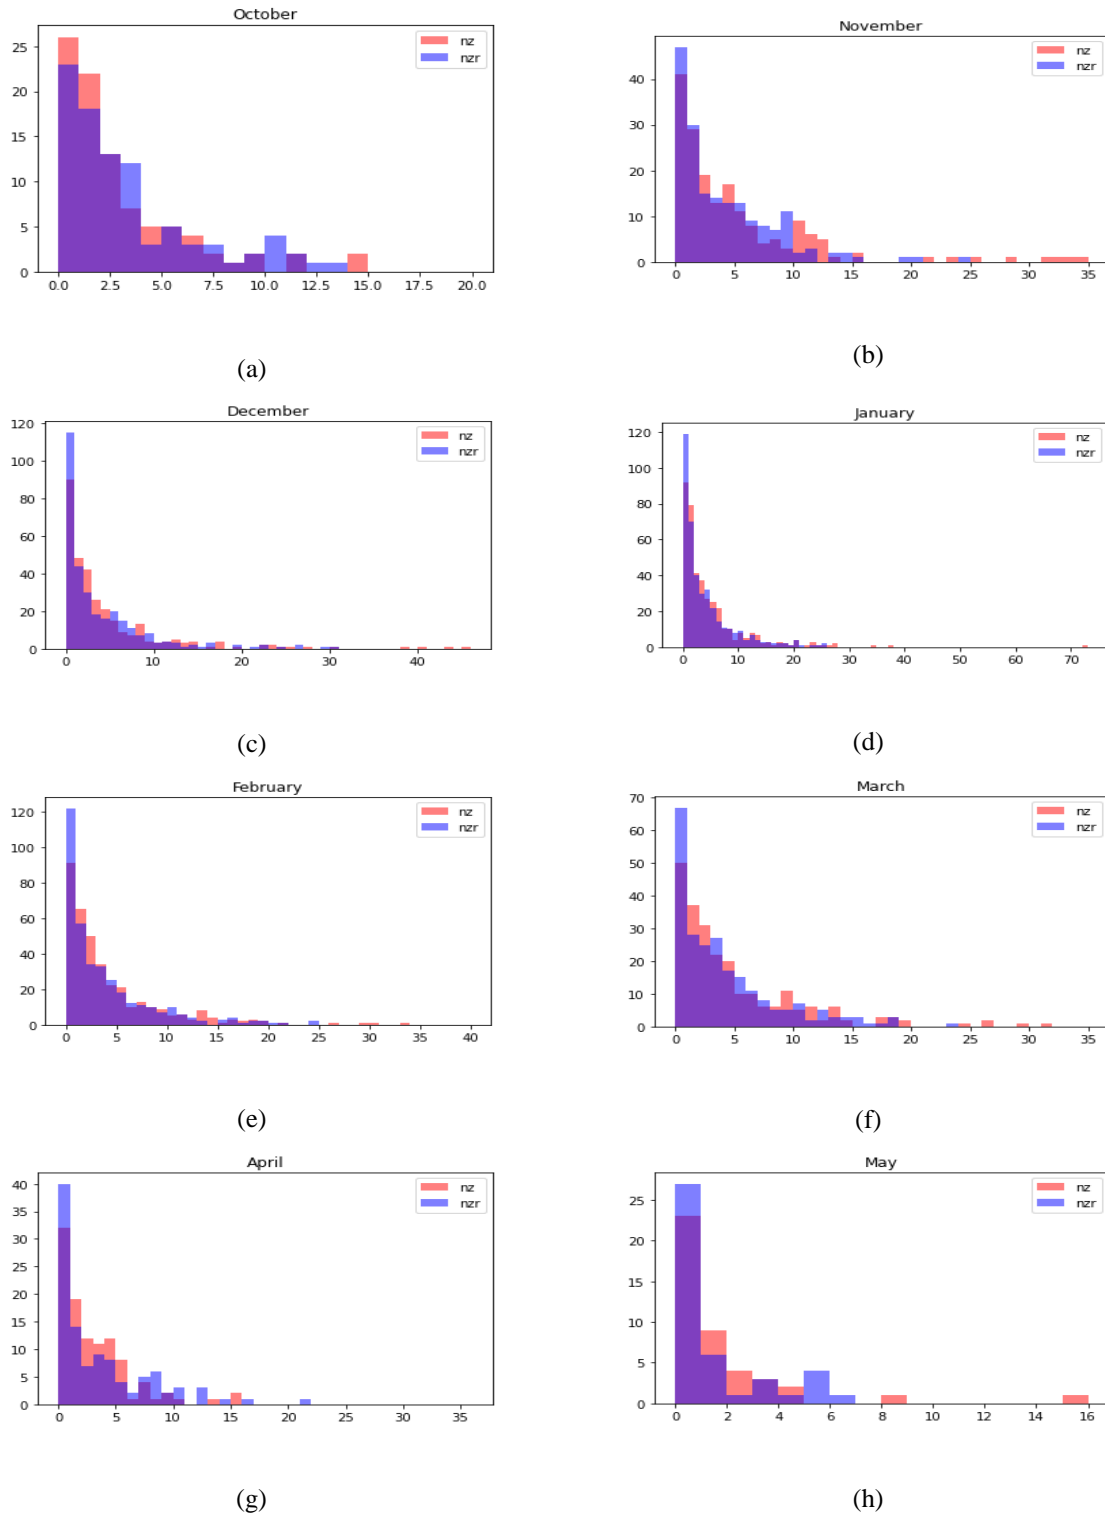 October
nz
nzr
25
20
15
10
5
0
0.0 2.5 5.0 7.5 10.0 12.5 15.0 17.5 20.0
(a)
November
nz
nzr
40
30
20
10
0
0 5 10 15 20 25 30 35
(b)
December
nz
nzr
120
100
80
60
40
20
0
0 10 20 30 40
(c)
January
nz
nzr
120
100
80
60
40
20
0
0 10 20 30 40 50 60 70
(d)
February
nz
nzr
120
100
80
60
40
20
0
0 5 10 15 20 25 30 35 40
(e)
March
nz
nzr
70
60
50
40
30
20
10
0
0 5 10 15 20 25 30 35
(f)
April
nz
nzr
40
35
30
25
20
15
10
5
0
0 5 10 15 20 25 30 35
(g)
May
nz
nzr
25
20
15
10
5
0
0 2 4 6 8 10 12 14 16
(h)